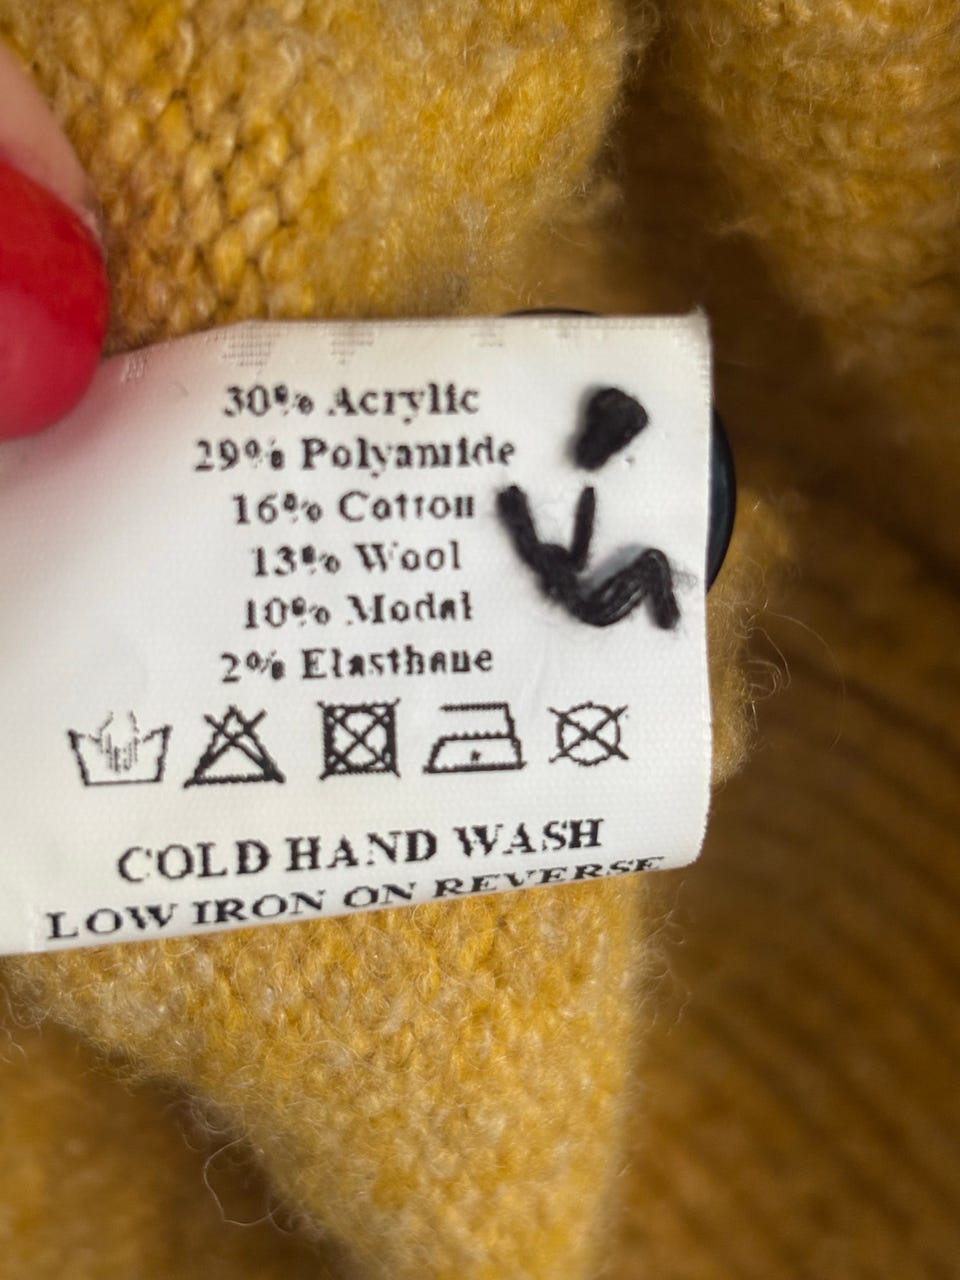 30% Acrylic
29% Polyamide
16% Cotton
13% Wool
10% Modal
2% Elasthane
COLD HAND WASH
LOW IRON ON REVERSE